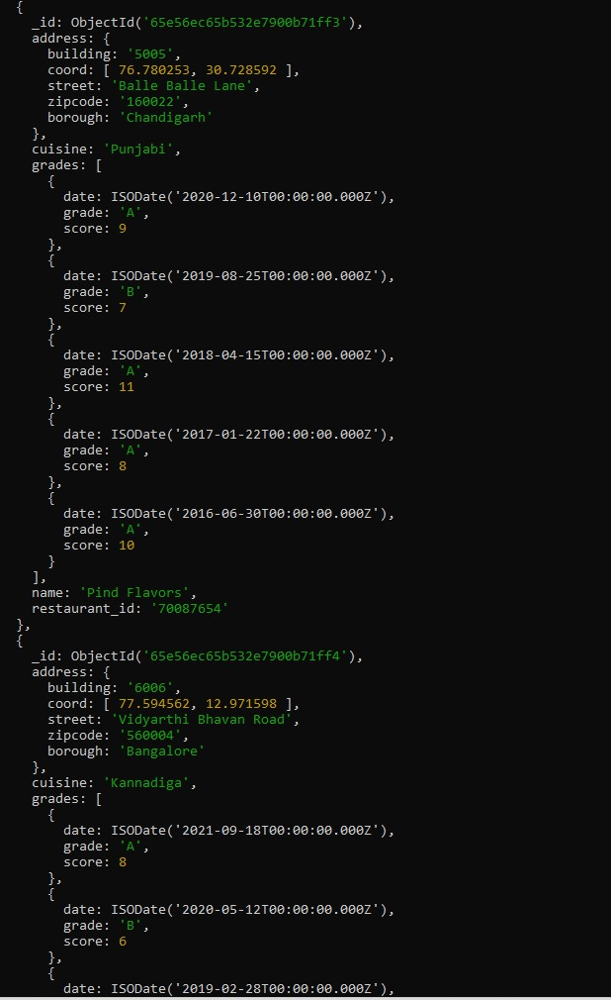 {
_id: ObjectId('65e56ec65b532e7900b71ff3'),
address: {
building: '5005',
coord: [ 76.780253, 30.728592 ],
street: 'Balle Balle Lane',
zipcode: '160022',
borough: 'Chandigarh'
},
cuisine: 'Punjabi',
grades: [
{
date: ISODate('2020-12-10T00:00:00.000Z'),
grade: 'A',
score: 9
},
{
date: ISODate('2019-08-25T00:00:00.000Z'),
grade: 'B',
score: 7
},
{
date: ISODate('2018-04-15T00:00:00.000Z'),
grade: 'A',
score: 11
},
{
date: ISODate('2017-01-22T00:00:00.000Z'),
grade: 'A',
score: 8
},
{
date: ISODate('2016-06-30T00:00:00.000Z'),
grade: 'A',
score: 10
}
],
name: 'Pind Flavors',
restaurant_id: '70087654'
},
{
_id: ObjectId('65e56ec65b532e7900b71ff4'),
address: {
building: '6006',
coord: [ 77.594562, 12.971598 ],
street: 'Vidyarthi Bhavan Road',
zipcode: '560004',
borough: 'Bangalore'
},
cuisine: 'Kannadiga',
grades: [
{
date: ISODate('2021-09-18T00:00:00.000Z'),
grade: 'A',
score: 8
},
{
date: ISODate('2020-05-12T00:00:00.000Z'),
grade: 'B',
score: 6
},
{
date: ISODate('2019-02-28T00:00:00.000Z'),